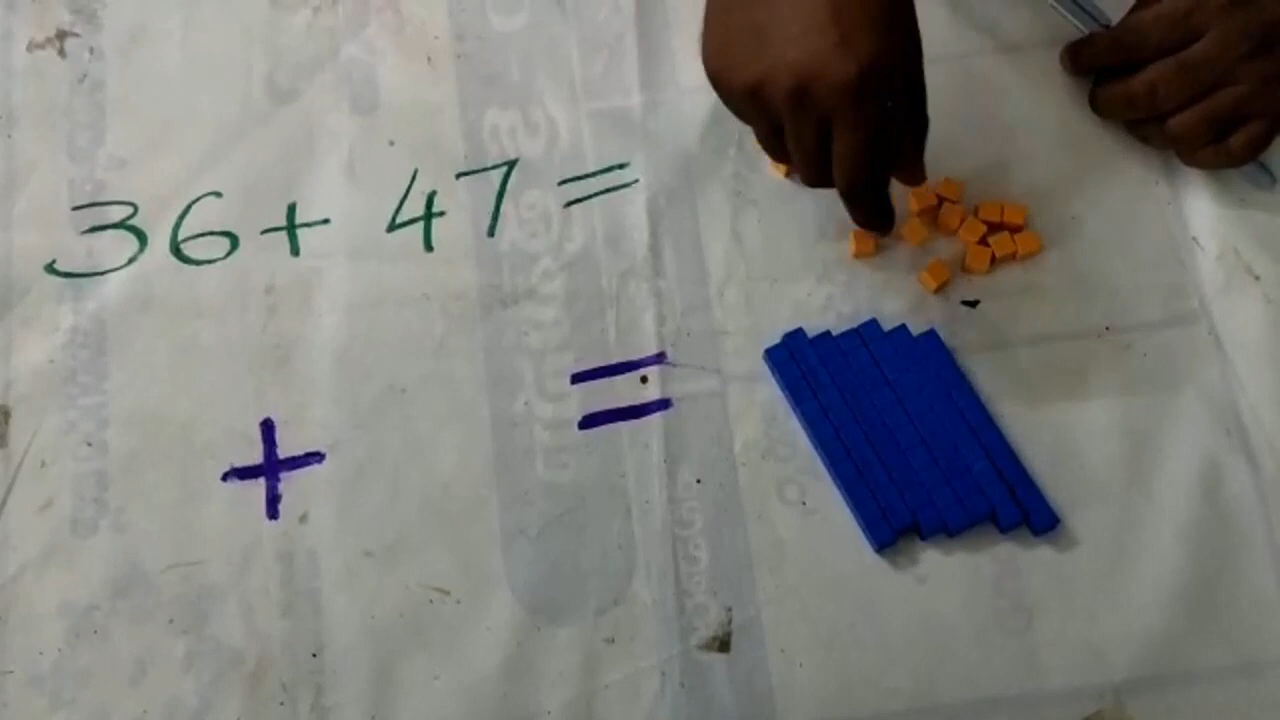 36 + 47 =
+ =